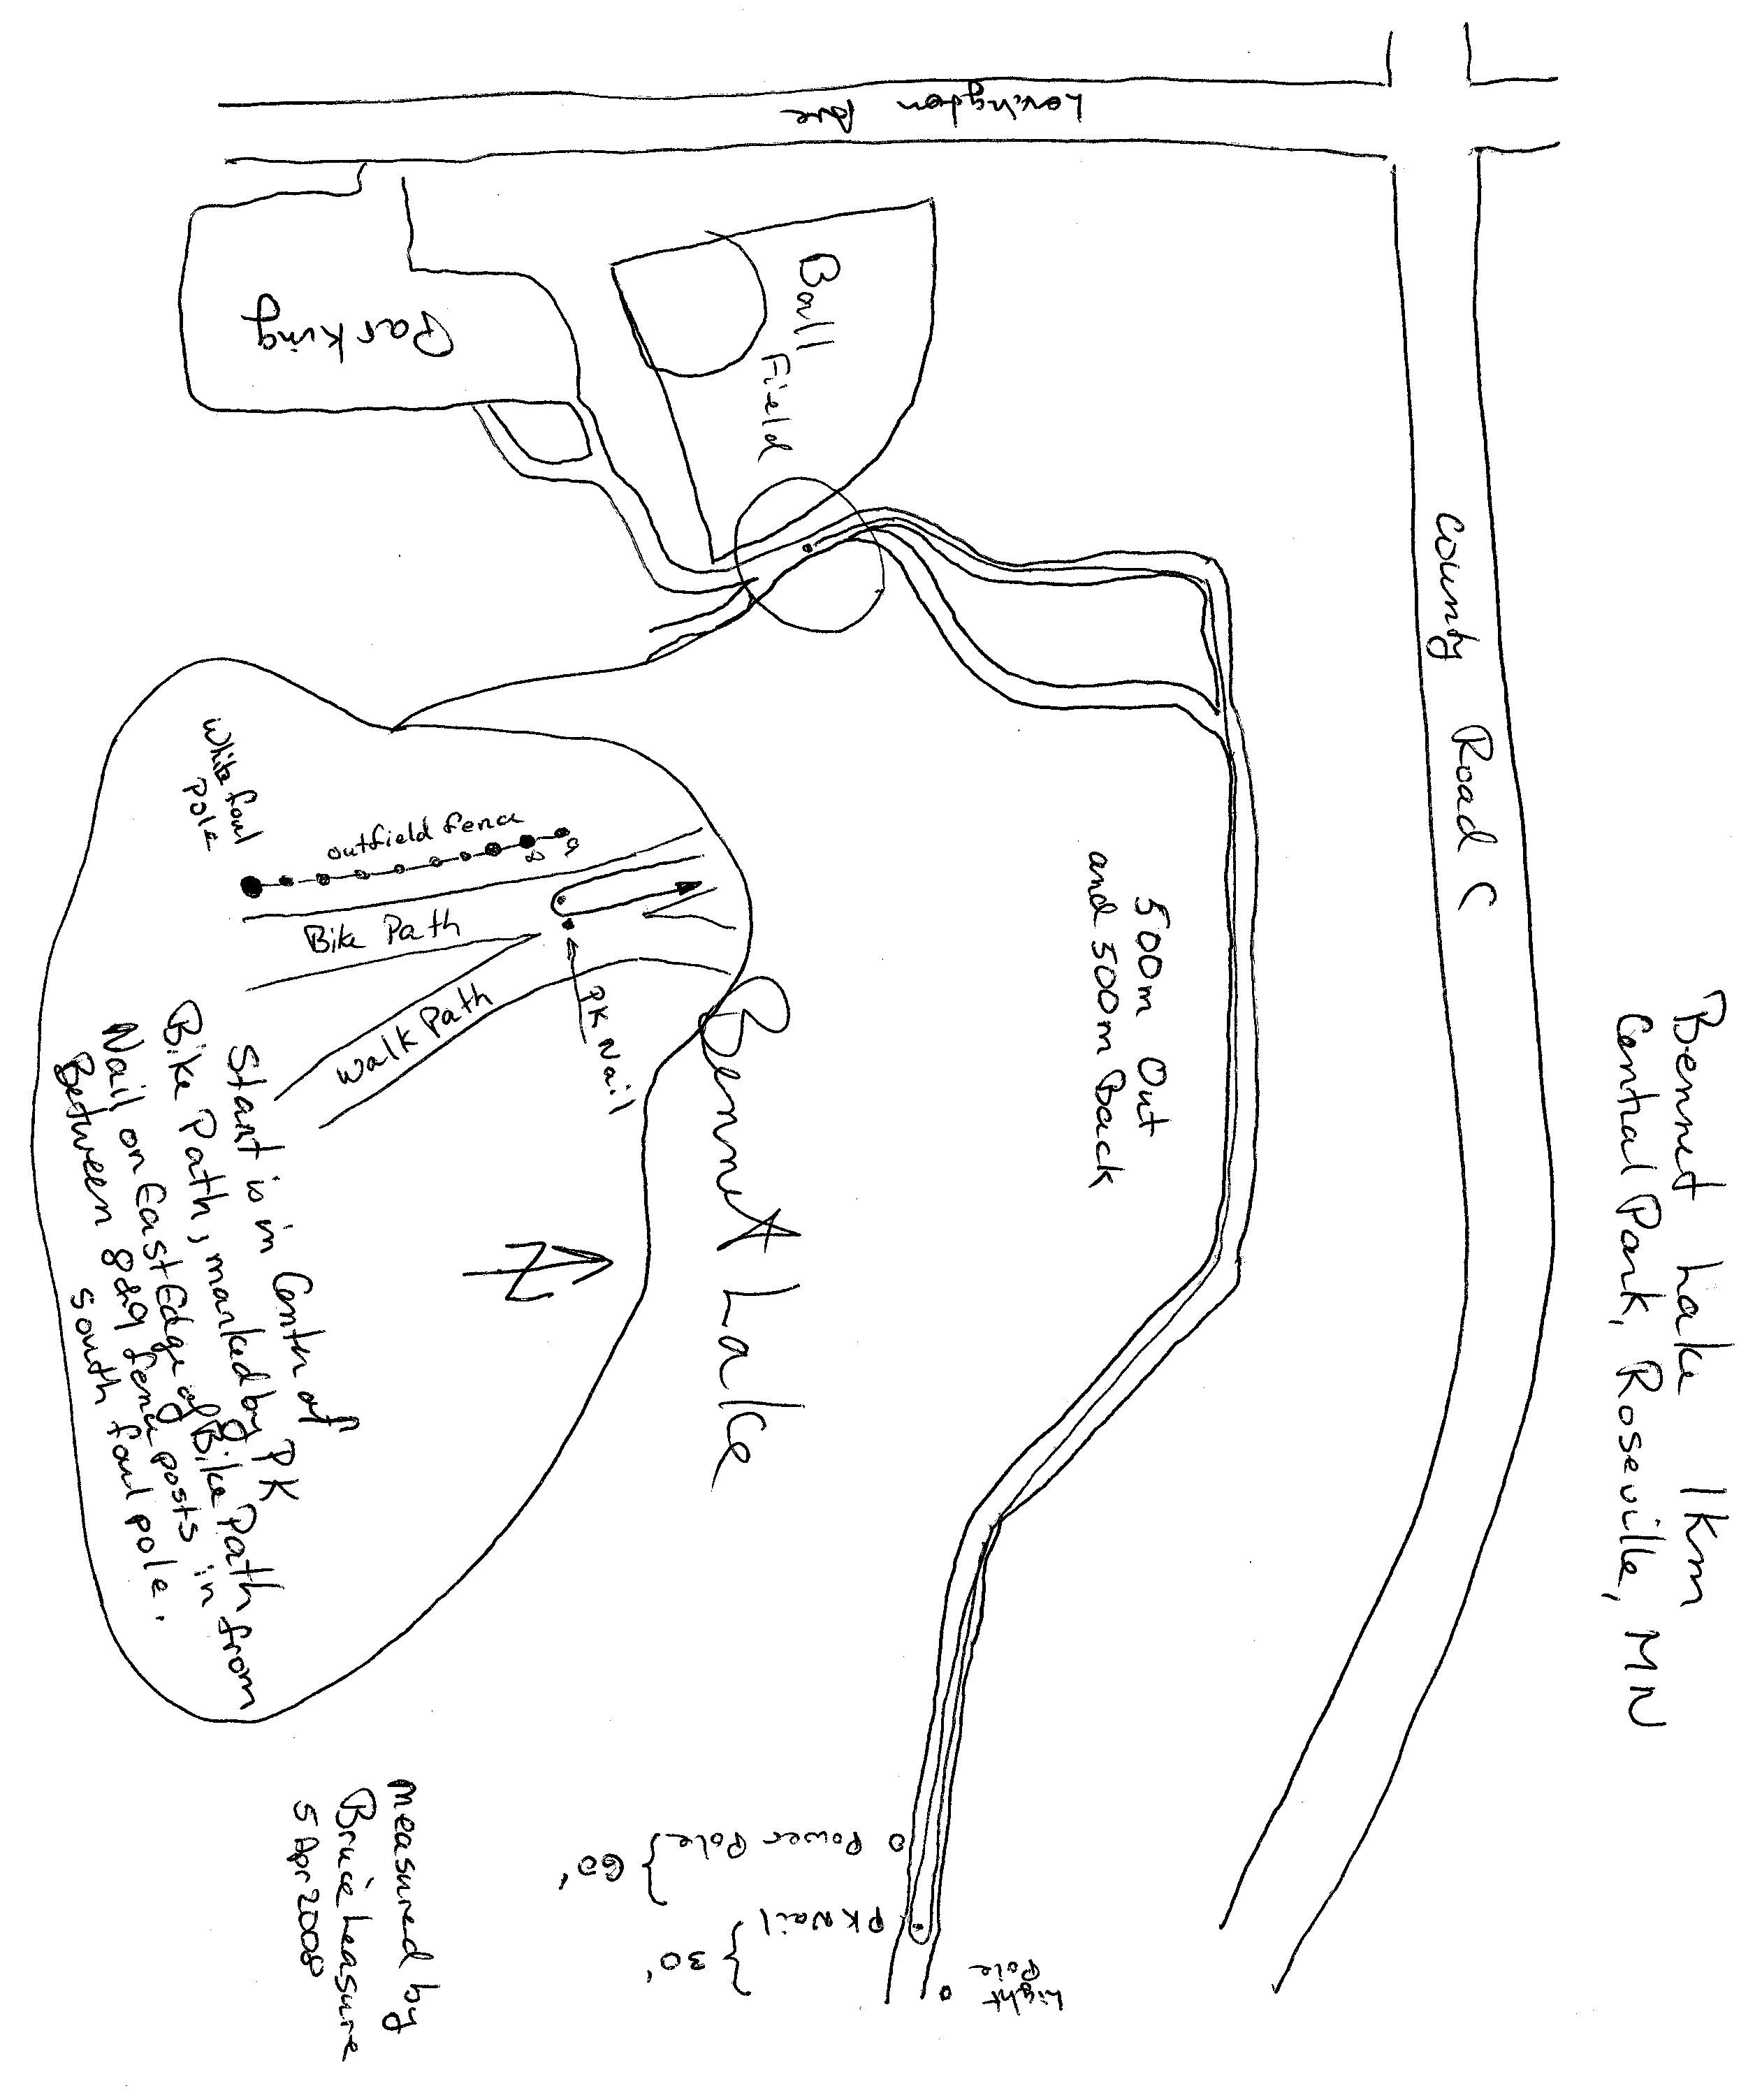 Bennet Lake 1km
Central Park, Roseville, MN
County Road C
500m Out
and 500m Back
Lexington Ave
Ball
Field
Parking
Bennet Lake
White foul
pole
outfield fence
8
9
Bike Path
Walk Path
PK Nail
N
Start is in Center of
Bike Path, marked by PK
Nail on East Edge of Bike Path from
Between 8&9 fence posts in
south foul pole.
Power Pole
60'
PK Nail
30'
Light
Pole
Measured by
Bruce Leasure
5 Apr 2008